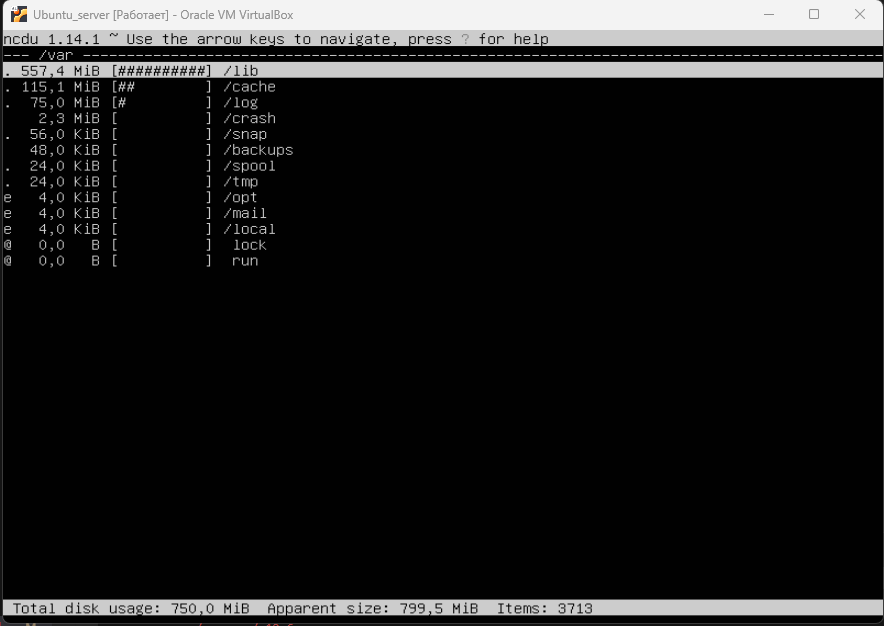 Ubuntu_server [Работает] - Oracle VM VirtualBox
ncdu 1.14.1 ~ Use the arrow keys to navigate, press ? for help
--- /var -----------------------------------------------------------------------------------------
. 557,4 MiB [##########] /lib
. 115,1 MiB [##        ] /cache
.  75,0 MiB [#         ] /log
    2,3 MiB [          ] /crash
.  56,0 KiB [          ] /snap
   48,0 KiB [          ] /backups
.  24,0 KiB [          ] /spool
.  24,0 KiB [          ] /tmp
e   4,0 KiB [          ] /opt
e   4,0 KiB [          ] /mail
e   4,0 KiB [          ] /local
@   0,0   B [          ]  lock
@   0,0   B [          ]  run
Total disk usage: 750,0 MiB  Apparent size: 799,5 MiB  Items: 3713